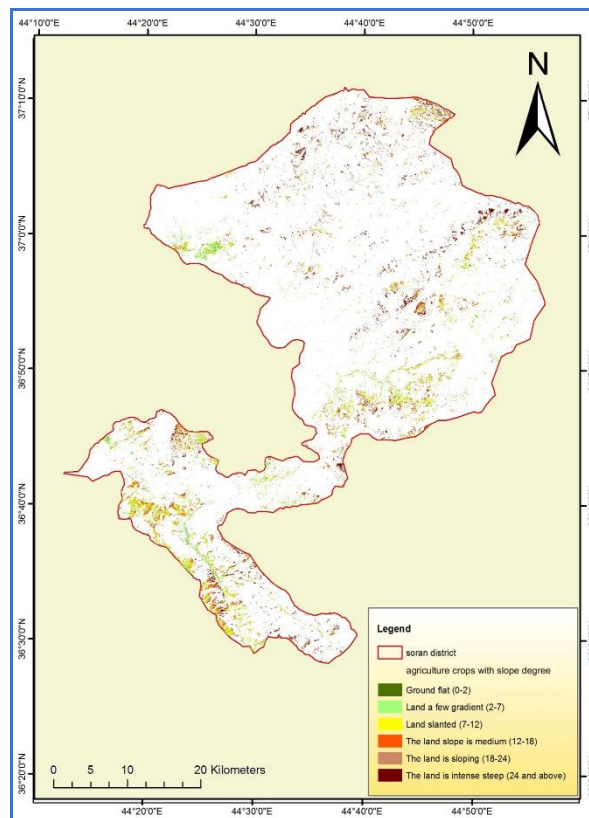 44°10'0"E 44°20'0"E 44°30'0"E 44°40'0"E 44°50'0"E
N
37°10'0"N
37°0'0"N
36°50'0"N
36°40'0"N
36°30'0"N
36°20'0"N
Legend
soran district
agriculture crops with slope degree
Ground flat (0-2)
Land a few gradient (2-7)
Land slanted (7-12)
The land slope is medium (12-18)
The land is sloping (18-24)
The land is intense steep (24 and above)
0 5 10 20 Kilometers
44°20'0"E 44°30'0"E 44°40'0"E 44°50'0"E